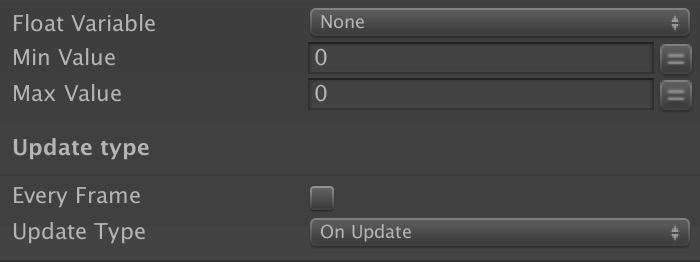 Float Variable None
Min Value 0
Max Value 0
Update type
Every Frame
Update Type On Update